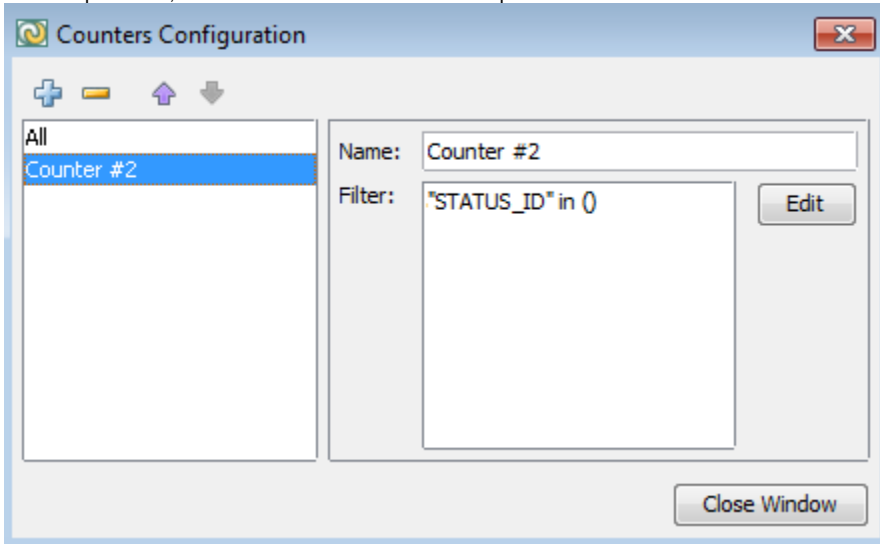 Counters Configuration
All
Counter #2
Name: Counter #2
Filter: "STATUS_ID" in ()
Edit
Close Window